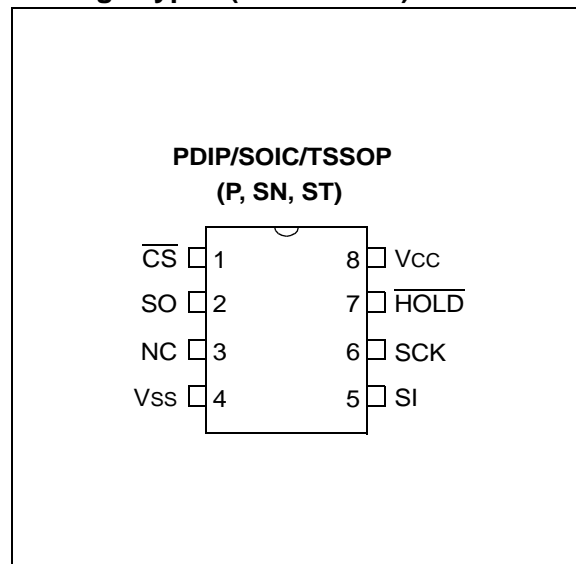 PDIP/SOIC/TSSOP
(P, SN, ST)
CS 1 8 VCC
SO 2 7 HOLD
NC 3 6 SCK
VSS 4 5 SI